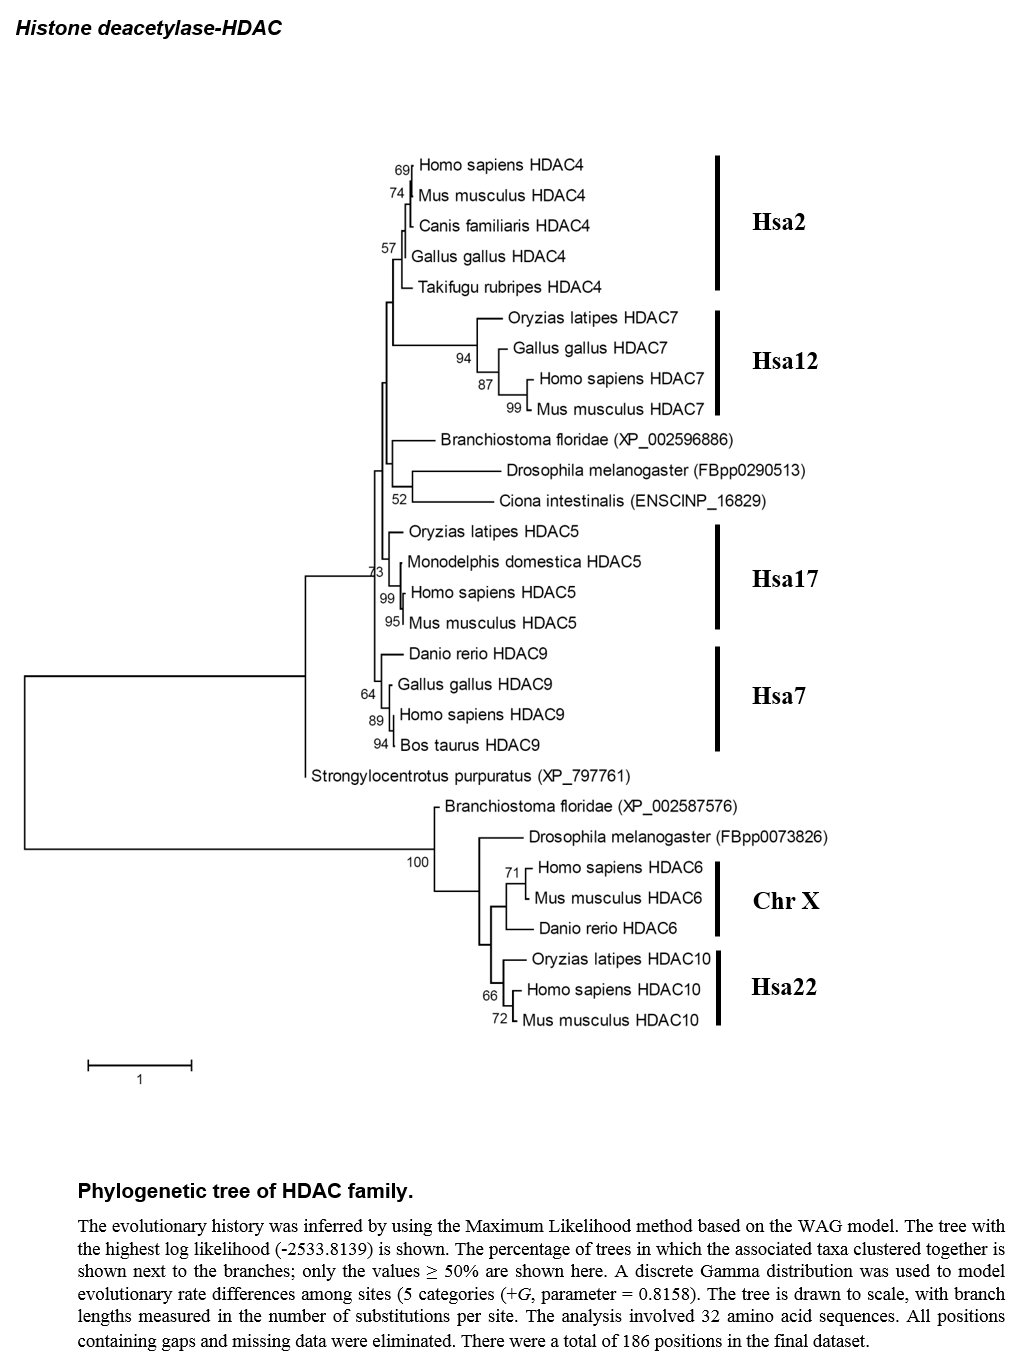 Histone deacetylase-HDAC
69
Homo sapiens HDAC4
74
Mus musculus HDAC4
Canis familiaris HDAC4
Hsa2
57
Gallus gallus HDAC4
Takifugu rubripes HDAC4
Oryzias latipes HDAC7
Gallus gallus HDAC7
94
Hsa12
87
Homo sapiens HDAC7
99
Mus musculus HDAC7
Branchiostoma floridae (XP_002596886)
Drosophila melanogaster (FBpp0290513)
52
Ciona intestinalis (ENSCINP_16829)
Oryzias latipes HDAC5
Monodelphis domestica HDAC5
73
Hsa17
99
Homo sapiens HDAC5
95
Mus musculus HDAC5
Danio rerio HDAC9
64
Gallus gallus HDAC9
Hsa7
89
Homo sapiens HDAC9
94
Bos taurus HDAC9
Strongylocentrotus purpuratus (XP_797761)
Branchiostoma floridae (XP_002587576)
Drosophila melanogaster (FBpp0073826)
100
71
Homo sapiens HDAC6
Mus musculus HDAC6
Chr X
Danio rerio HDAC6
Oryzias latipes HDAC10
Hsa22
66
Homo sapiens HDAC10
72
Mus musculus HDAC10
1
Phylogenetic tree of HDAC family.
The evolutionary history was inferred by using the Maximum Likelihood method based on the WAG model. The tree with
the highest log likelihood (-2533.8139) is shown. The percentage of trees in which the associated taxa clustered together is
shown next to the branches; only the values ≥ 50% are shown here. A discrete Gamma distribution was used to model
evolutionary rate differences among sites (5 categories (+G, parameter = 0.8158). The tree is drawn to scale, with branch
lengths measured in the number of substitutions per site. The analysis involved 32 amino acid sequences. All positions
containing gaps and missing data were eliminated. There were a total of 186 positions in the final dataset.